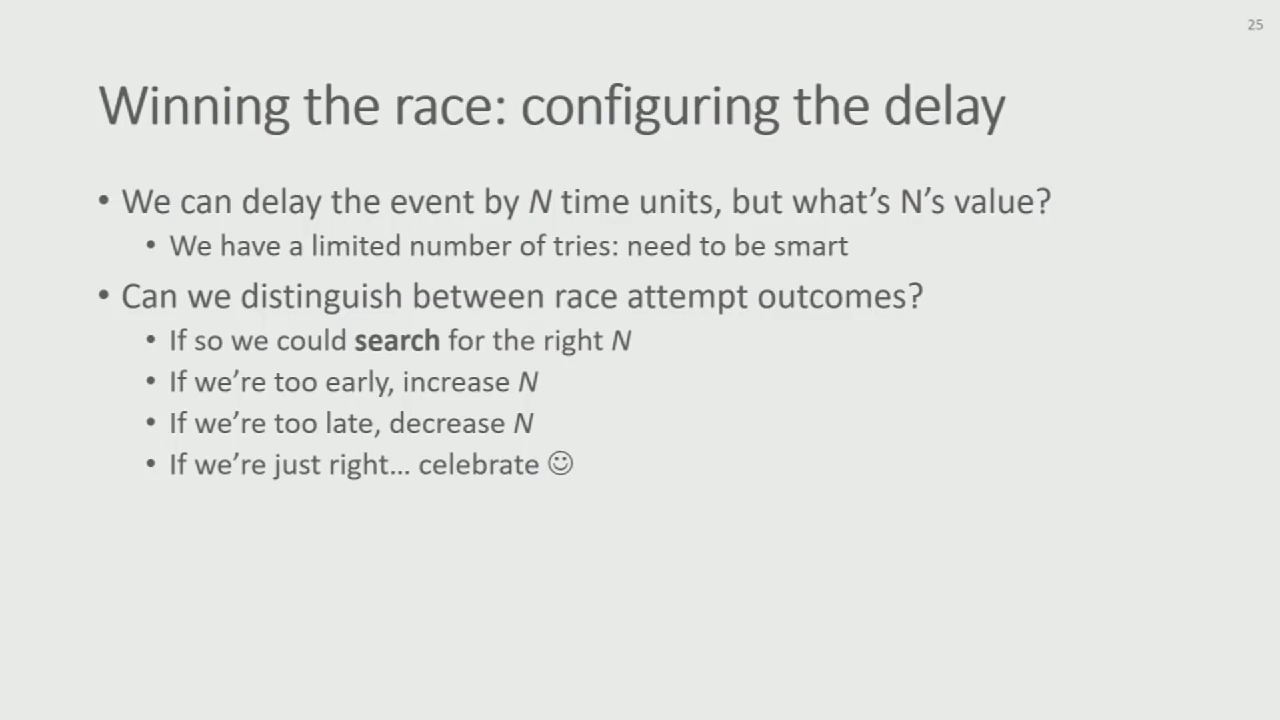 25
Winning the race: configuring the delay
• We can delay the event by N time units, but what’s N’s value?
• We have a limited number of tries: need to be smart
• Can we distinguish between race attempt outcomes?
• If so we could search for the right N
• If we’re too early, increase N
• If we’re too late, decrease N
• If we’re just right… celebrate ☺